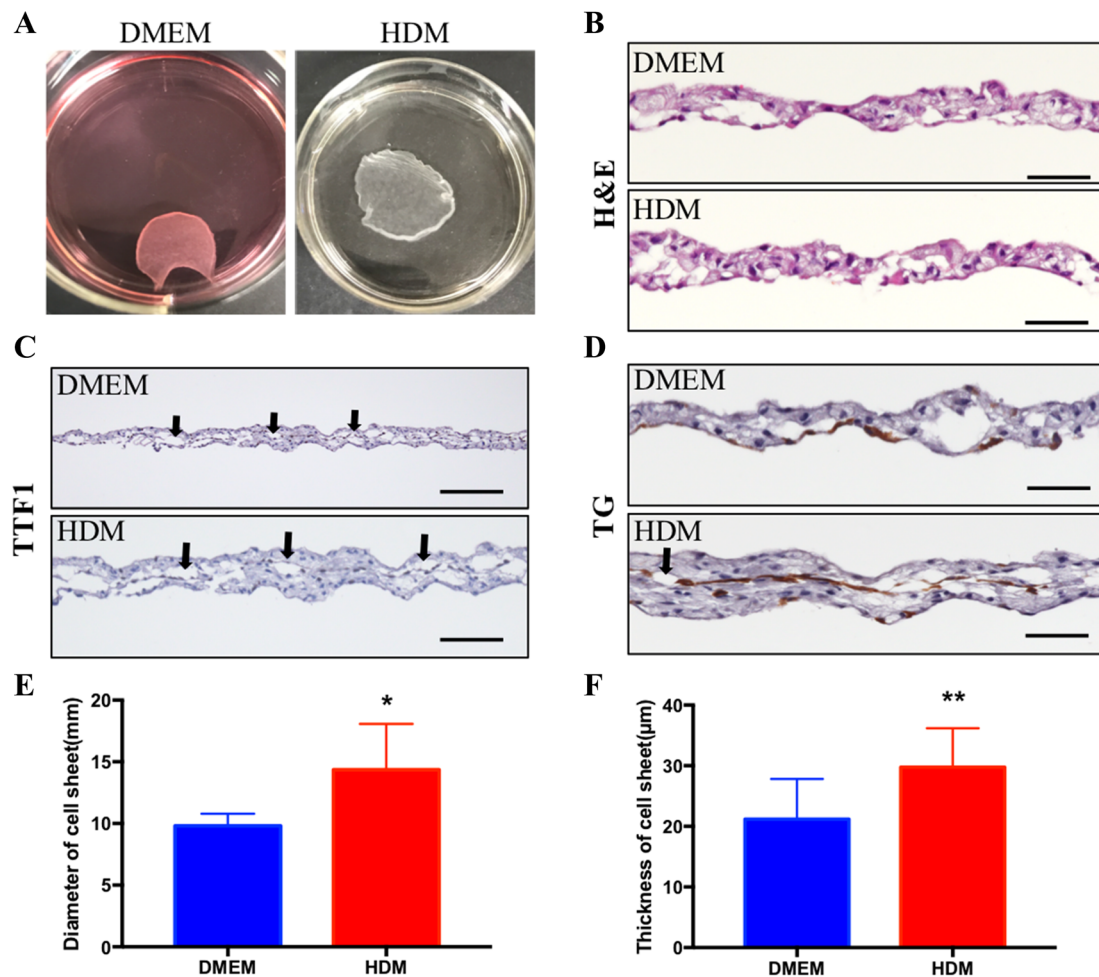 A
DMEM
HDM
B
DMEM
HDM
H&E
C
DMEM
HDM
TTF1
D
DMEM
HDM
TG
E
Diameter of cell sheet(mm)
20
15
10
5
0
*
DMEM
HDM
F
Thickness of cell sheet(μm)
40
30
20
10
0
**
DMEM
HDM